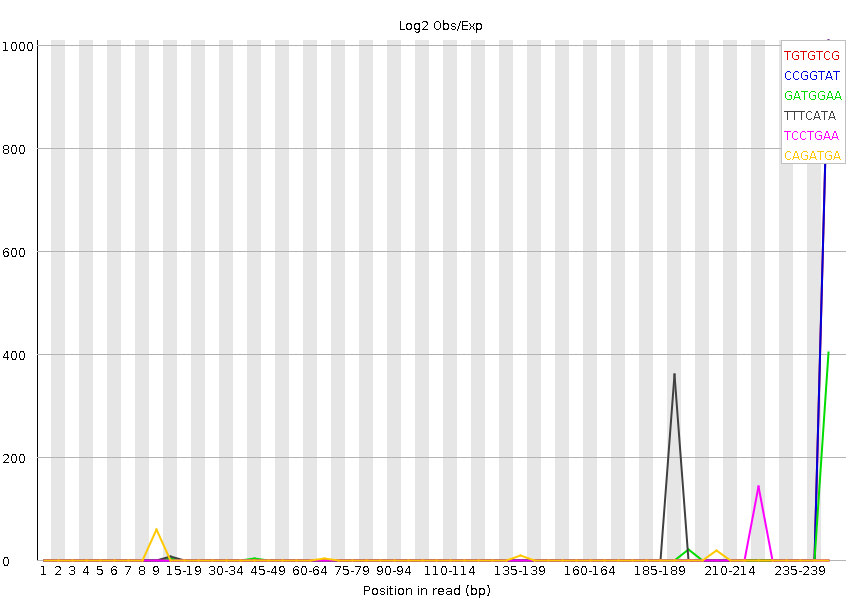 Log2 Obs/Exp
1000
800
600
400
200
0
TGTGTCG
CCGGTAT
GATGGAA
TTTCATA
TCCTGAA
CAGATGA
1 2 3 4 5 6 7 8 9 15-19 30-34 45-49 60-64 75-79 90-94 110-114 135-139 160-164 185-189 210-214 235-239
Position in read (bp)